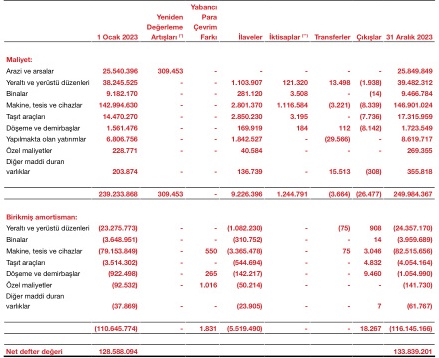 1 Ocak 2023 Yeniden Değerleme Artışları (*) Yabancı Para Çevrim Farkı İlaveler İktisaplar (**) Transferler Çıkışlar 31 Aralık 2023
Maliyet:
Arazi ve arsalar 25.540.396 309.453 - - - - - 25.849.849
Yeraltı ve yerüstü düzenleri 38.245.525 - - 1.103.907 121.320 13.498 (1.938) 39.482.312
Binalar 9.182.170 - - 281.120 3.508 - (14) 9.466.784
Makine, tesis ve cihazlar 142.994.630 - - 2.801.370 1.116.584 (3.221) (8.339) 146.901.024
Taşıt araçları 14.470.270 - - 2.850.230 3.195 - (7.736) 17.315.959
Döşeme ve demirbaşlar 1.561.476 - - 169.919 184 112 (8.142) 1.723.549
Yapılmakta olan yatırımlar 6.806.756 - - 1.842.527 - (29.566) - 8.619.717
Özel maliyetler 228.771 - - 40.584 - - - 269.355
Diğer maddi duran
varlıklar 203.874 - - 136.739 - 15.513 (308) 355.818
239.233.868 309.453 - 9.226.396 1.244.791 (3.664) (26.477) 249.984.367
Birikmiş amortisman:
Yeraltı ve yerüstü düzenleri (23.275.773) - - (1.082.230) - (75) 908 (24.357.170)
Binalar (3.648.951) - - (310.752) - - 14 (3.959.689)
Makine, tesis ve cihazlar (79.153.849) - 550 (3.365.478) - 75 3.046 (82.515.656)
Taşıt araçları (3.514.302) - - (544.694) - - 4.832 (4.054.164)
Döşeme ve demirbaşlar (922.498) - 265 (142.217) - - 9.460 (1.054.990)
Özel maliyetler (92.532) - 1.016 (50.214) - - - (141.730)
Diğer maddi duran
varlıklar (37.869) - - (23.905) - - 7 (61.767)
(110.645.774) - 1.831 (5.519.490) - - 18.267 (116.145.166)
Net defter değeri 128.588.094 133.839.201